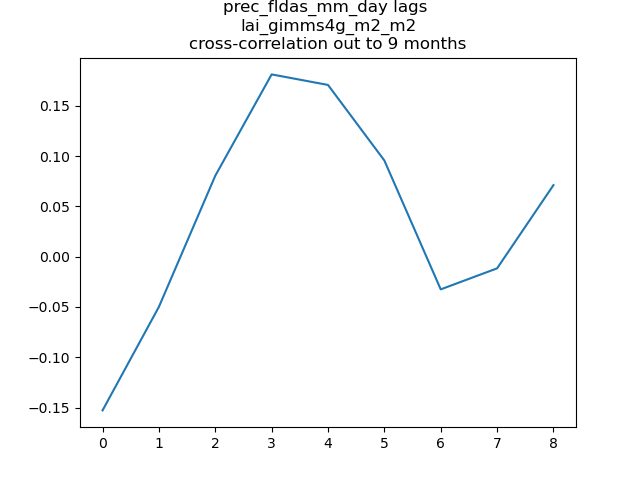 prec_fldas_mm_day lags
lai_gimms4g_m2_m2
cross-correlation out to 9 months
0.15
0.10
0.05
0.00
−0.05
−0.10
−0.15
0 1 2 3 4 5 6 7 8